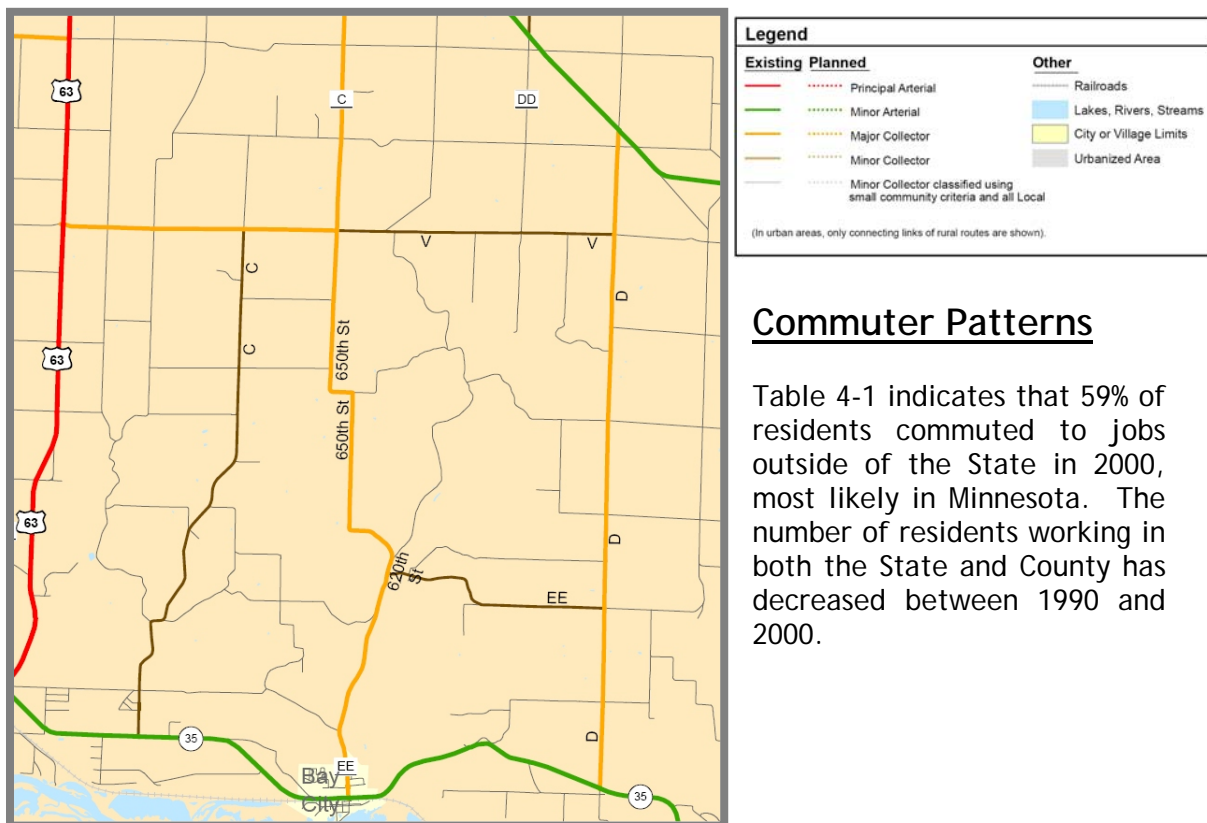 63
C
DD
V
V
C
C
D
650th St
63
650th St
63
D
620th
St
EE
D
35
EE
Bay
City
35
Legend
Existing Planned Other
Principal Arterial
Minor Arterial
Major Collector
Minor Collector
Minor Collector classified using
small community criteria and all Local
Railroads
Lakes, Rivers, Streams
City or Village Limits
Urbanized Area
(In urban areas, only connecting links of rural routes are shown).
Commuter Patterns
Table 4-1 indicates that 59% of
residents commuted to jobs
outside of the State in 2000,
most likely in Minnesota. The
number of residents working in
both the State and County has
decreased between 1990 and
2000.